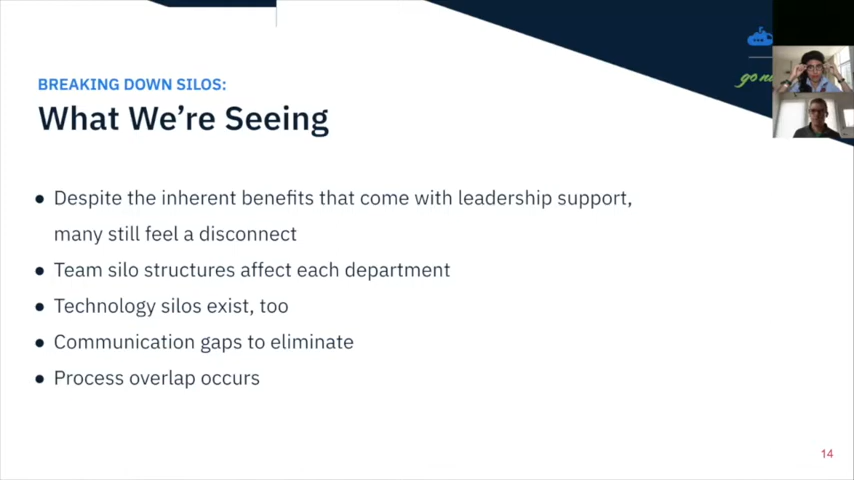 BREAKING DOWN SILOS:
What We're Seeing
● Despite the inherent benefits that come with leadership support,
many still feel a disconnect
● Team silo structures affect each department
● Technology silos exist, too
● Communication gaps to eliminate
● Process overlap occurs
go
14